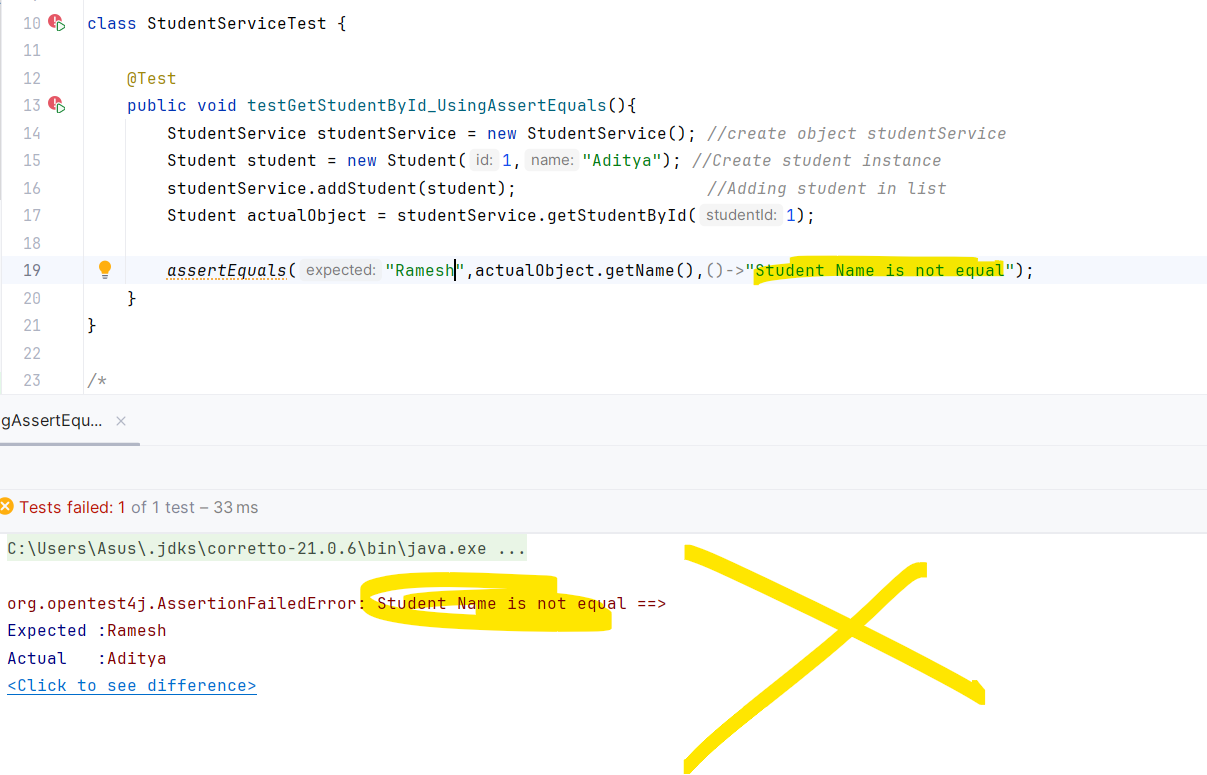 10 class StudentServiceTest {
11
12 @Test
13 public void testGetStudentById_UsingAssertEquals(){
14 StudentService studentService = new StudentService(); //create object studentService
15 Student student = new Student( id: 1, name: "Aditya"); //Create student instance
16 studentService.addStudent(student); //Adding student in list
17 Student actualObject = studentService.getStudentById( studentId: 1);
18
19 assertEquals( expected: "Ramesh",actualObject.getName(),()->"Student Name is not equal");
20 }
21 }
22
23 /*
gAssertEqu... ×
Tests failed: 1 of 1 test – 33 ms
C:\Users\Asus\.jdks\corretto-21.0.6\bin\java.exe ...
org.opentest4j.AssertionFailedError: Student Name is not equal ==>
Expected :Ramesh
Actual   :Aditya
<Click to see difference>